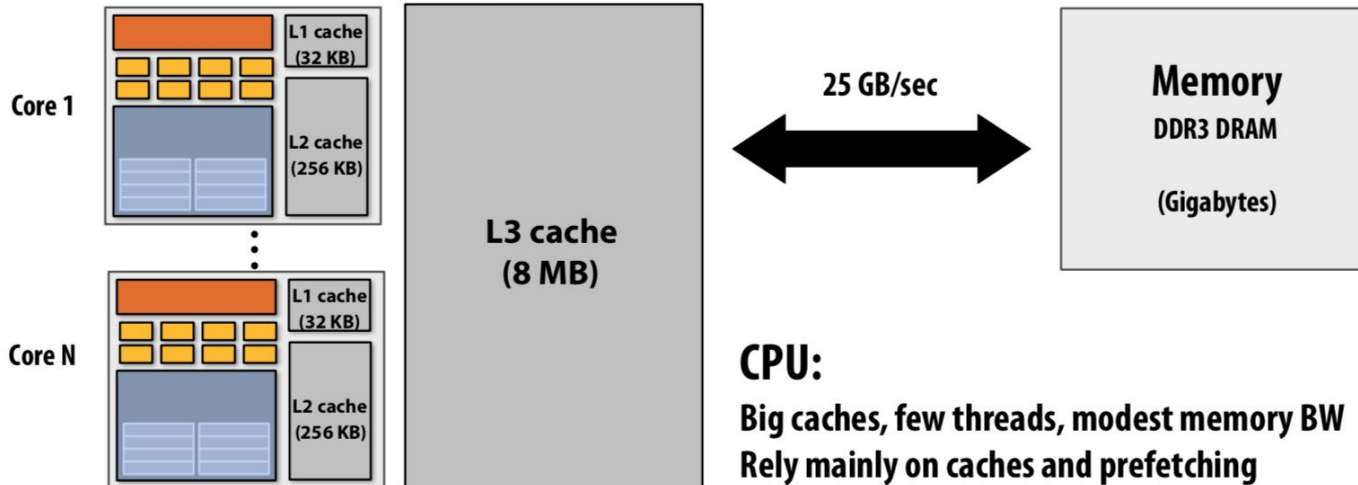 Core 1
L1 cache
(32 KB)
L2 cache
(256 KB)
Core N
L1 cache
(32 KB)
L2 cache
(256 KB)
L3 cache
(8 MB)
25 GB/sec
Memory
DDR3 DRAM
(Gigabytes)
CPU:
Big caches, few threads, modest memory BW
Rely mainly on caches and prefetching